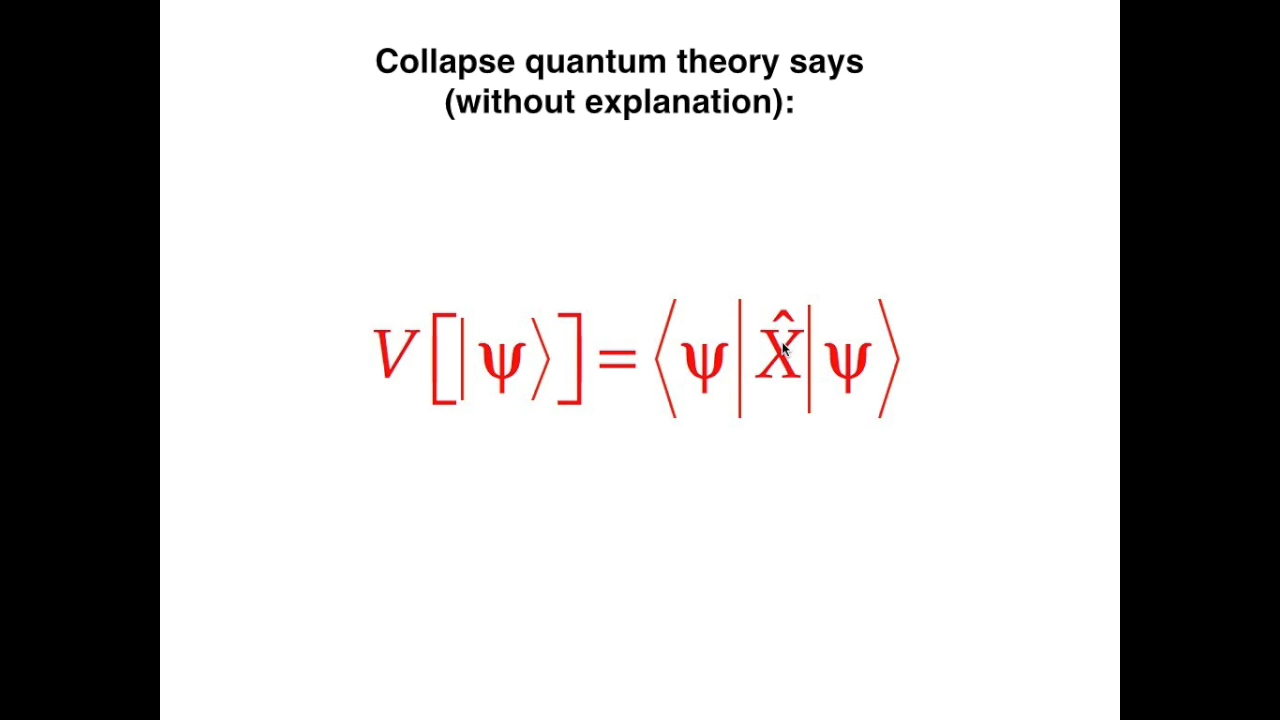 Collapse quantum theory says
(without explanation):
V[|ψ⟩]=⟨ψ|X̂|ψ⟩